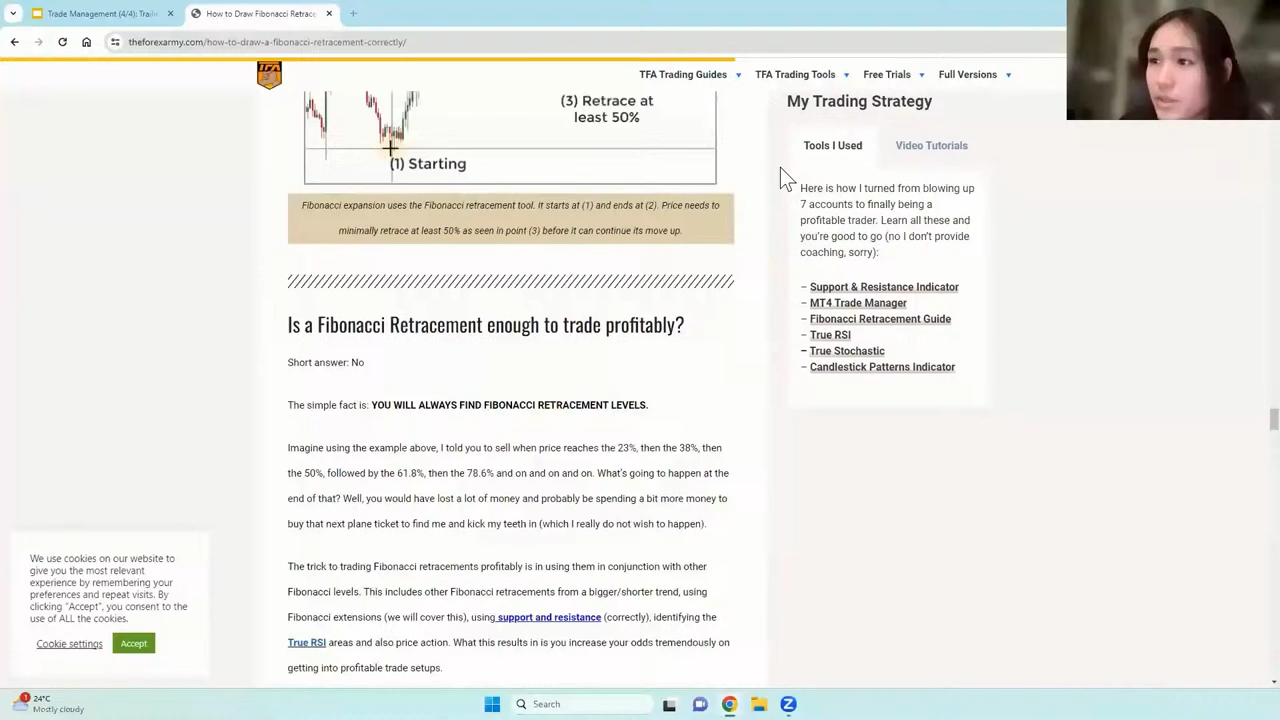 Trade Management (4/4): Traili
How to Draw Fibonacci Retrace
theforexarmy.com/how-to-draw-a-fibonacci-retracement-correctly/
TFA
TFA Trading Guides
TFA Trading Tools
Free Trials
Full Versions
(3) Retrace at
least 50%
(1) Starting
Fibonacci expansion uses the Fibonacci retracement tool. It starts at (1) and ends at (2). Price needs to
minimally retrace at least 50% as seen in point (3) before it can continue its move up.
Is a Fibonacci Retracement enough to trade profitably?
Short answer: No
The simple fact is: YOU WILL ALWAYS FIND FIBONACCI RETRACEMENT LEVELS.
Imagine using the example above, I told you to sell when price reaches the 23%, then the 38%, then
the 50%, followed by the 61.8%, then the 78.6% and on and on and on. What's going to happen at the
end of that? Well, you would have lost a lot of money and probably be spending a bit more money to
buy that next plane ticket to find me and kick my teeth in (which I really do not wish to happen).
The trick to trading Fibonacci retracements profitably is in using them in conjunction with other
Fibonacci levels. This includes other Fibonacci retracements from a bigger/shorter trend, using
Fibonacci extensions (we will cover this), using support and resistance (correctly), identifying the
True RSI areas and also price action. What this results in is you increase your odds tremendously on
getting into profitable trade setups.
My Trading Strategy
Tools I Used
Video Tutorials
Here is how I turned from blowing up
7 accounts to finally being a
profitable trader. Learn all these and
you're good to go (no I don't provide
coaching, sorry):
– Support & Resistance Indicator
– MT4 Trade Manager
– Fibonacci Retracement Guide
– True RSI
– True Stochastic
– Candlestick Patterns Indicator
We use cookies on our website to
give you the most relevant
experience by remembering your
preferences and repeat visits. By
clicking "Accept", you consent to the
use of ALL the cookies.
Cookie settings
Accept
1
24°C
Mostly cloudy
Search